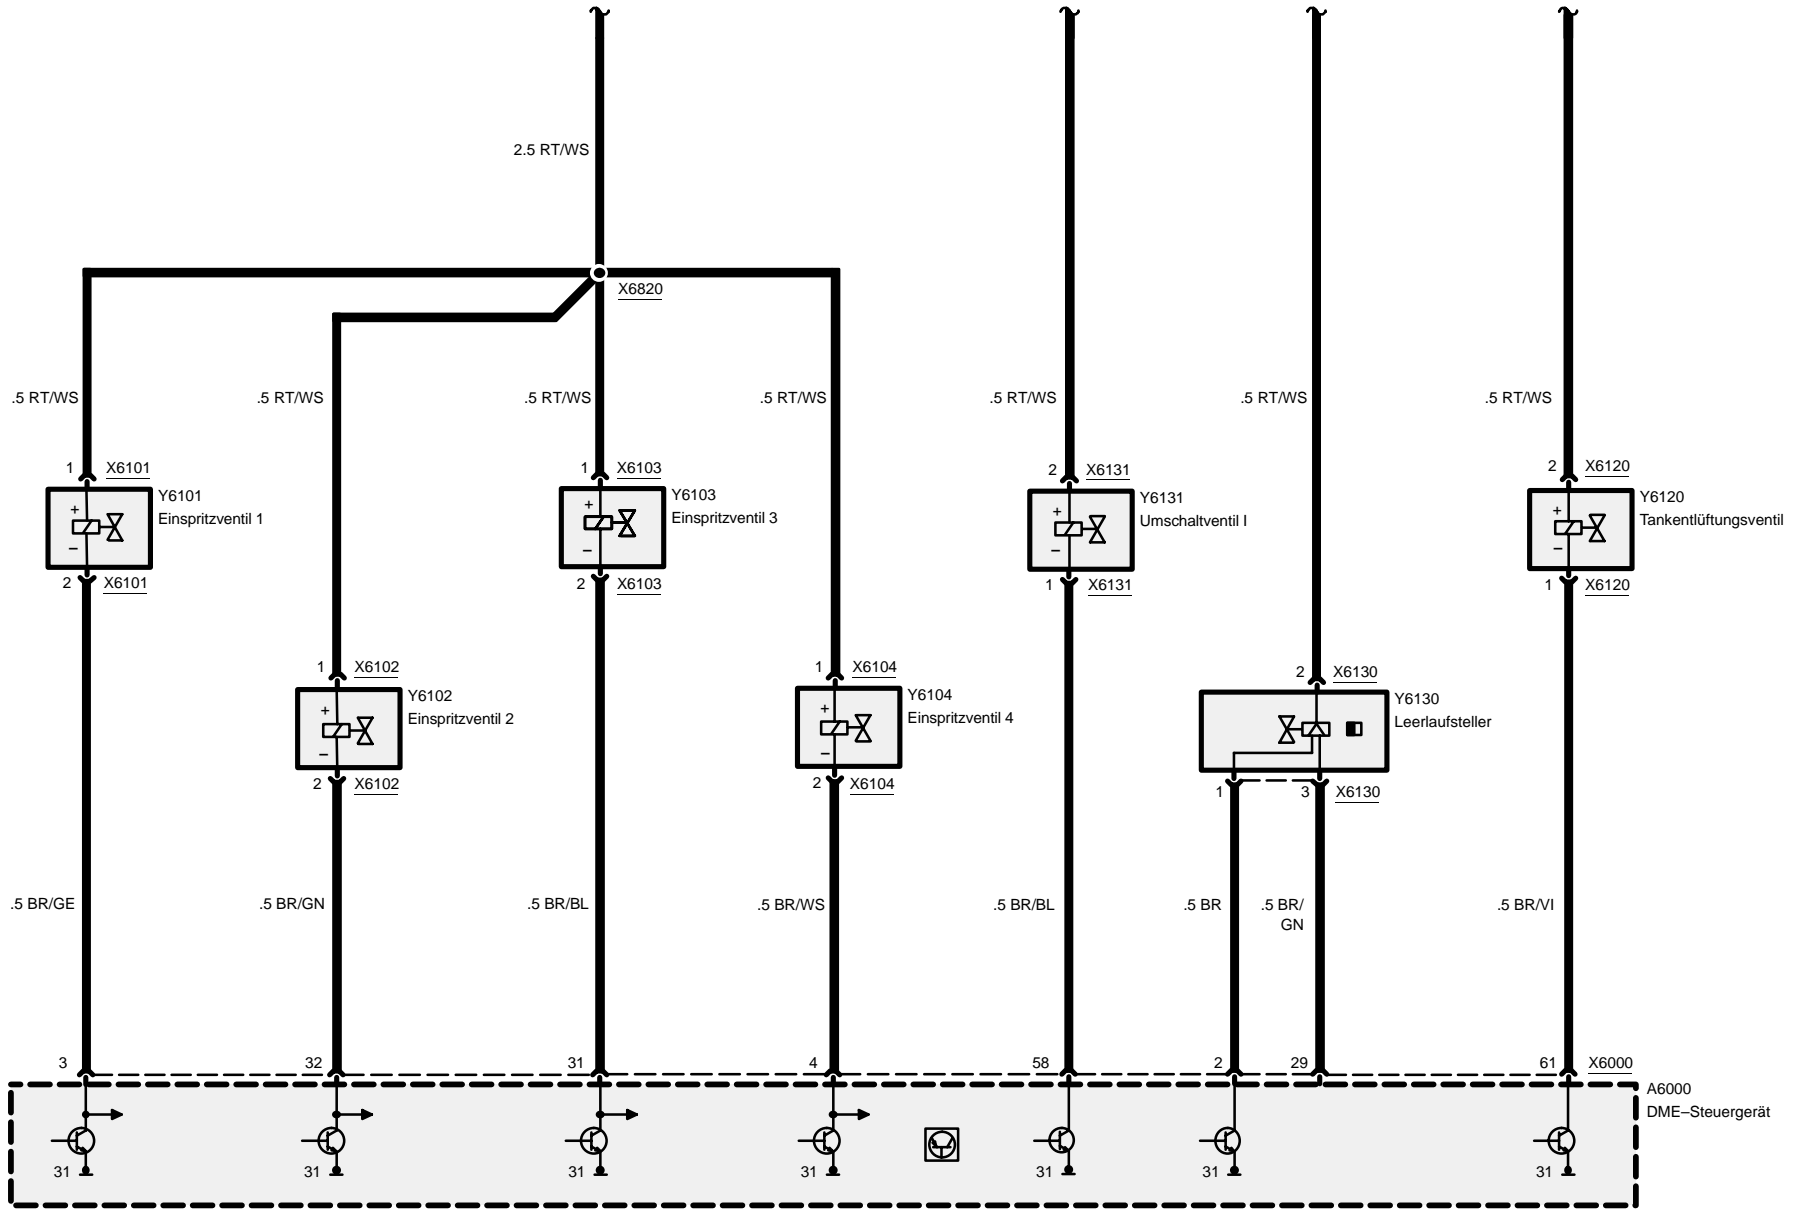 2.5 RT/WS
X6820
.5 RT/WS
.5 RT/WS
.5 RT/WS
.5 RT/WS
.5 RT/WS
.5 RT/WS
.5 RT/WS
1 X6101
Y6101
Einspritzventil 1
+
–
2 X6101
1 X6103
Y6103
Einspritzventil 3
+
–
2 X6103
2 X6131
Y6131
Umschaltventil I
+
–
1 X6131
2 X6120
Y6120
Tankentlüftungsventil
+
–
1 X6120
1 X6102
Y6102
Einspritzventil 2
+
–
2 X6102
1 X6104
Y6104
Einspritzventil 4
+
–
2 X6104
2 X6130
Y6130
Leerlaufsteller
1 3 X6130
.5 BR/GE
.5 BR/GN
.5 BR/BL
.5 BR/WS
.5 BR/BL
.5 BR
.5 BR/
GN
.5 BR/VI
3 32 31 4 58 2 29 61 X6000
A6000
DME–Steuergerät
31 31 31 31 31 31 31